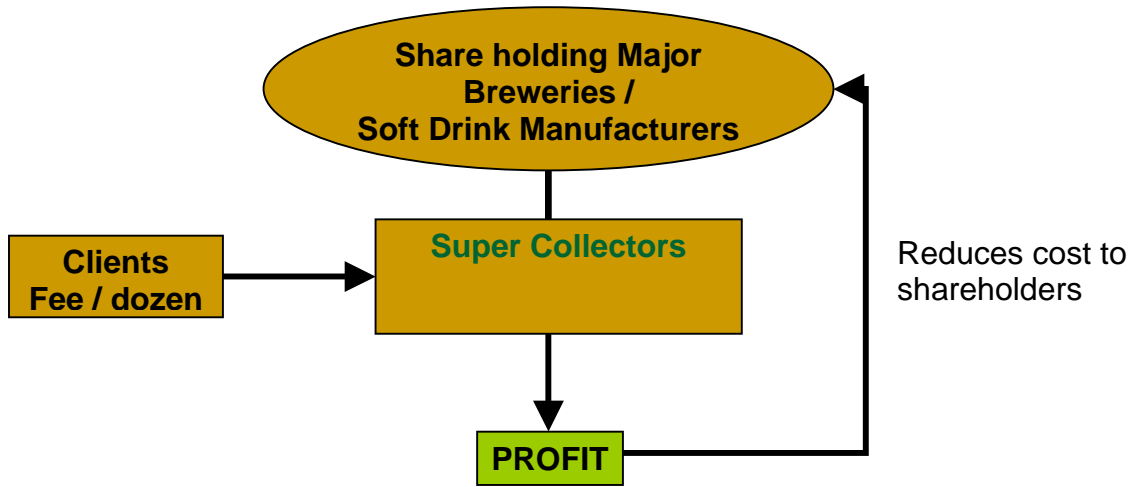 Share holding Major
Breweries /
Soft Drink Manufacturers
Super Collectors
Clients
Fee / dozen
Reduces cost to
shareholders
PROFIT